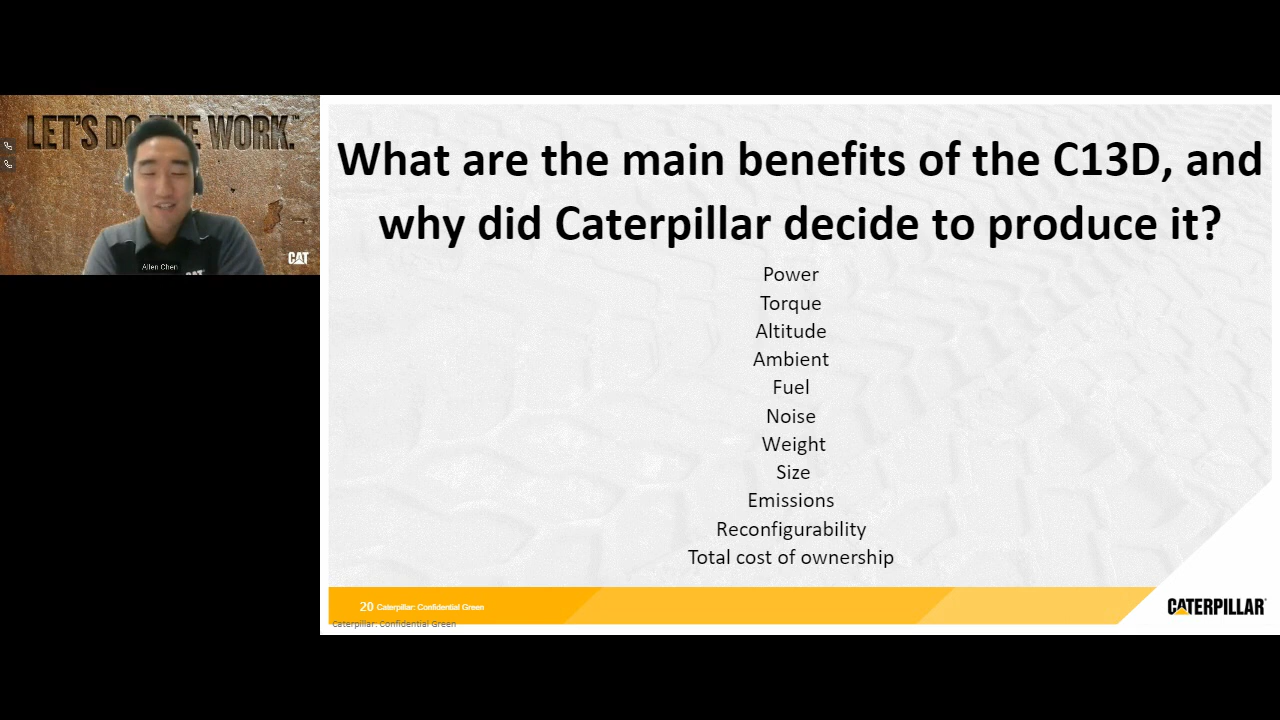 LET'S DO THE WORK.™
CAT
Allen Chen
CAT
What are the main benefits of the C13D, and
why did Caterpillar decide to produce it?
Power
Torque
Altitude
Ambient
Fuel
Noise
Weight
Size
Emissions
Reconfigurability
Total cost of ownership
20 Caterpillar: Confidential Green
Caterpillar: Confidential Green
CATERPILLAR®